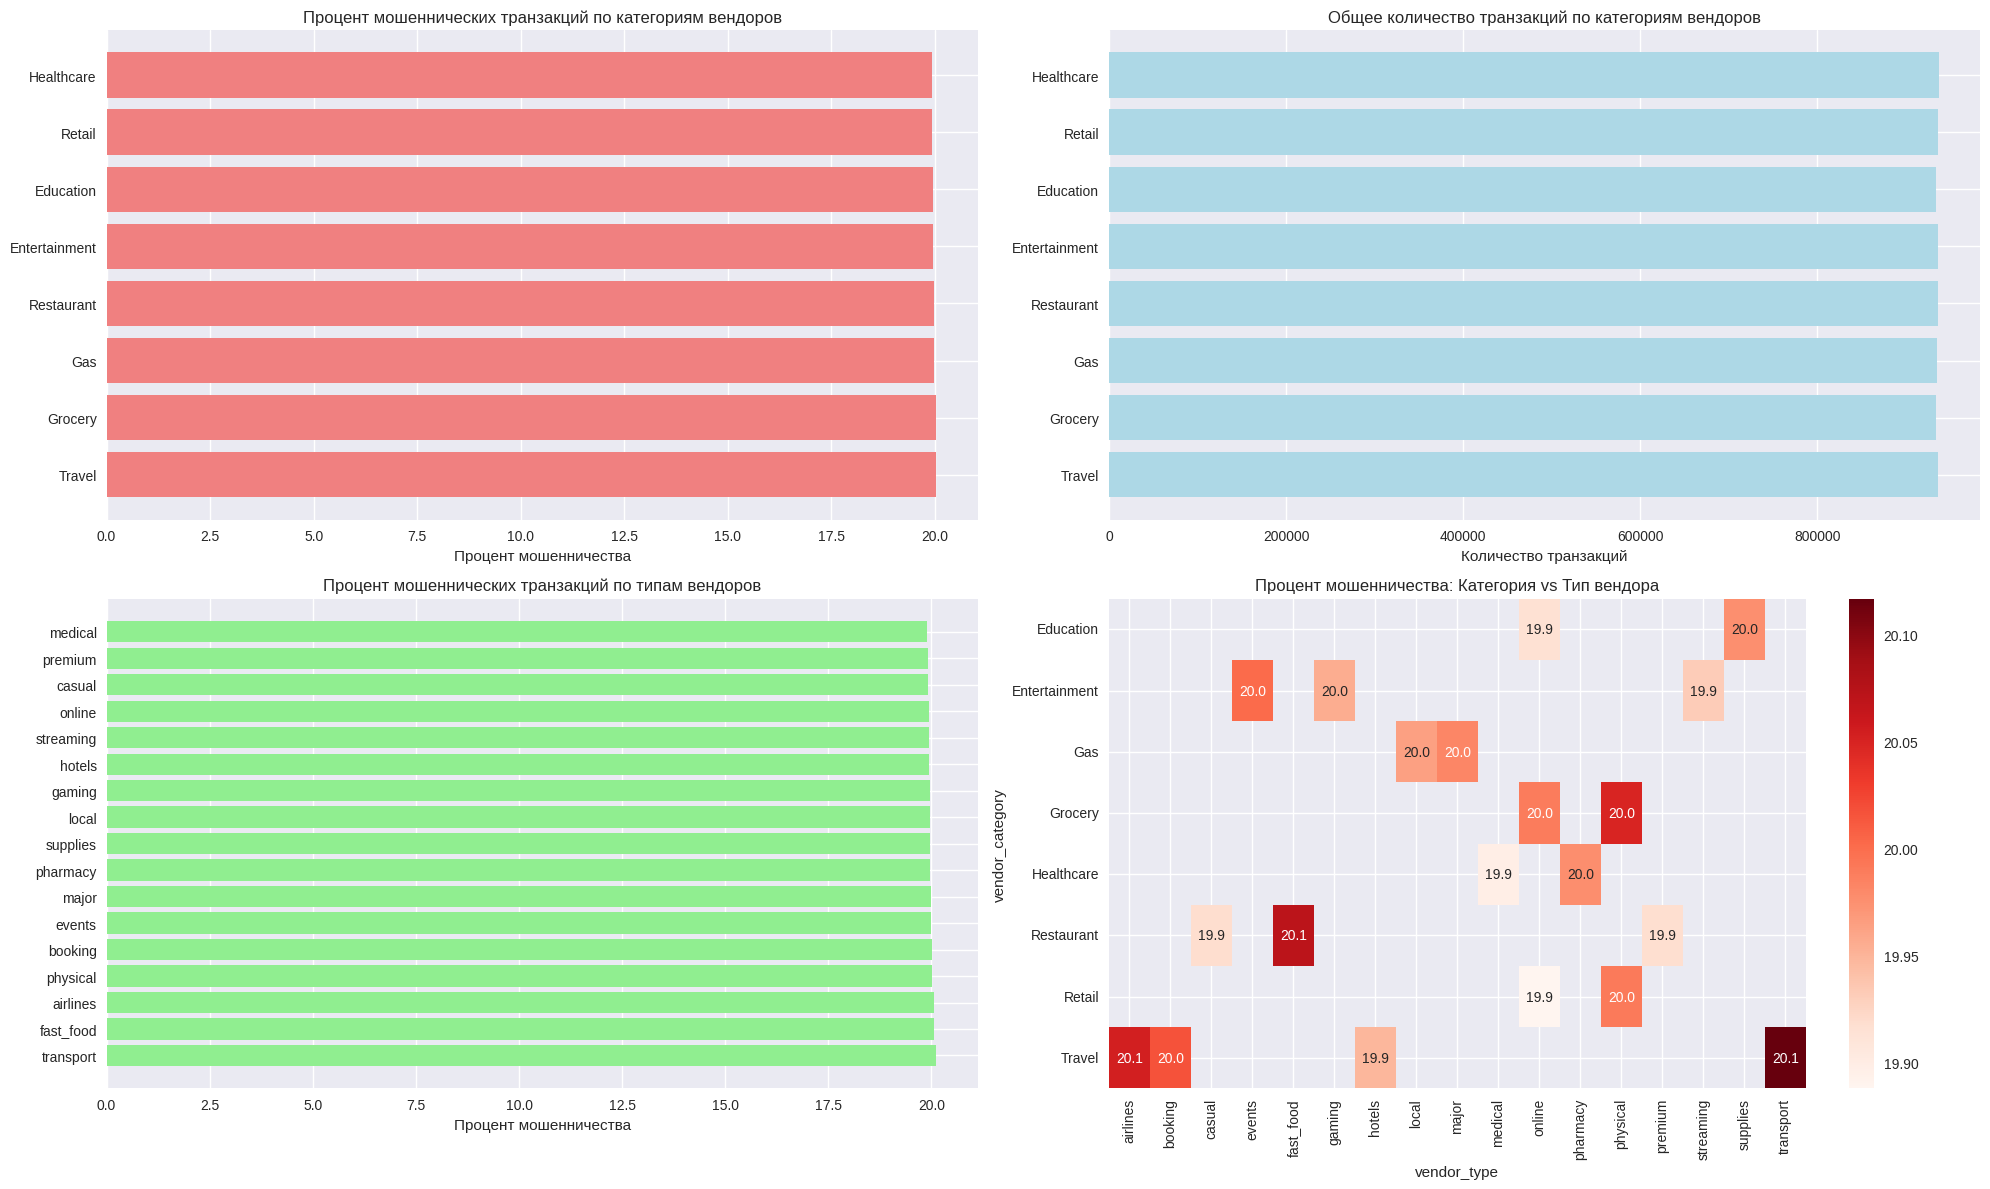 Процент мошеннических транзакций по категориям вендоров
Healthcare
Retail
Education
Entertainment
Restaurant
Gas
Grocery
Travel
0.0 2.5 5.0 7.5 10.0 12.5 15.0 17.5 20.0
Процент мошенничества
Общее количество транзакций по категориям вендоров
Healthcare
Retail
Education
Entertainment
Restaurant
Gas
Grocery
Travel
0 200000 400000 600000 800000
Количество транзакций
Процент мошеннических транзакций по типам вендоров
medical
premium
casual
online
streaming
hotels
gaming
local
supplies
pharmacy
major
events
booking
physical
airlines
fast_food
transport
0.0 2.5 5.0 7.5 10.0 12.5 15.0 17.5 20.0
Процент мошенничества
Процент мошенничества: Категория vs Тип вендора
vendor_category
Education 19.9 20.0
Entertainment 20.0 20.0 19.9
Gas 20.0 20.0
Grocery 20.0 20.0
Healthcare 19.9 20.0
Restaurant 19.9 20.1 19.9
Retail 19.9 20.0
Travel 20.1 20.0 19.9 20.1
airlines booking casual events fast_food gaming hotels local major medical online pharmacy physical premium streaming supplies transport
vendor_type
20.10
20.05
20.00
19.95
19.90